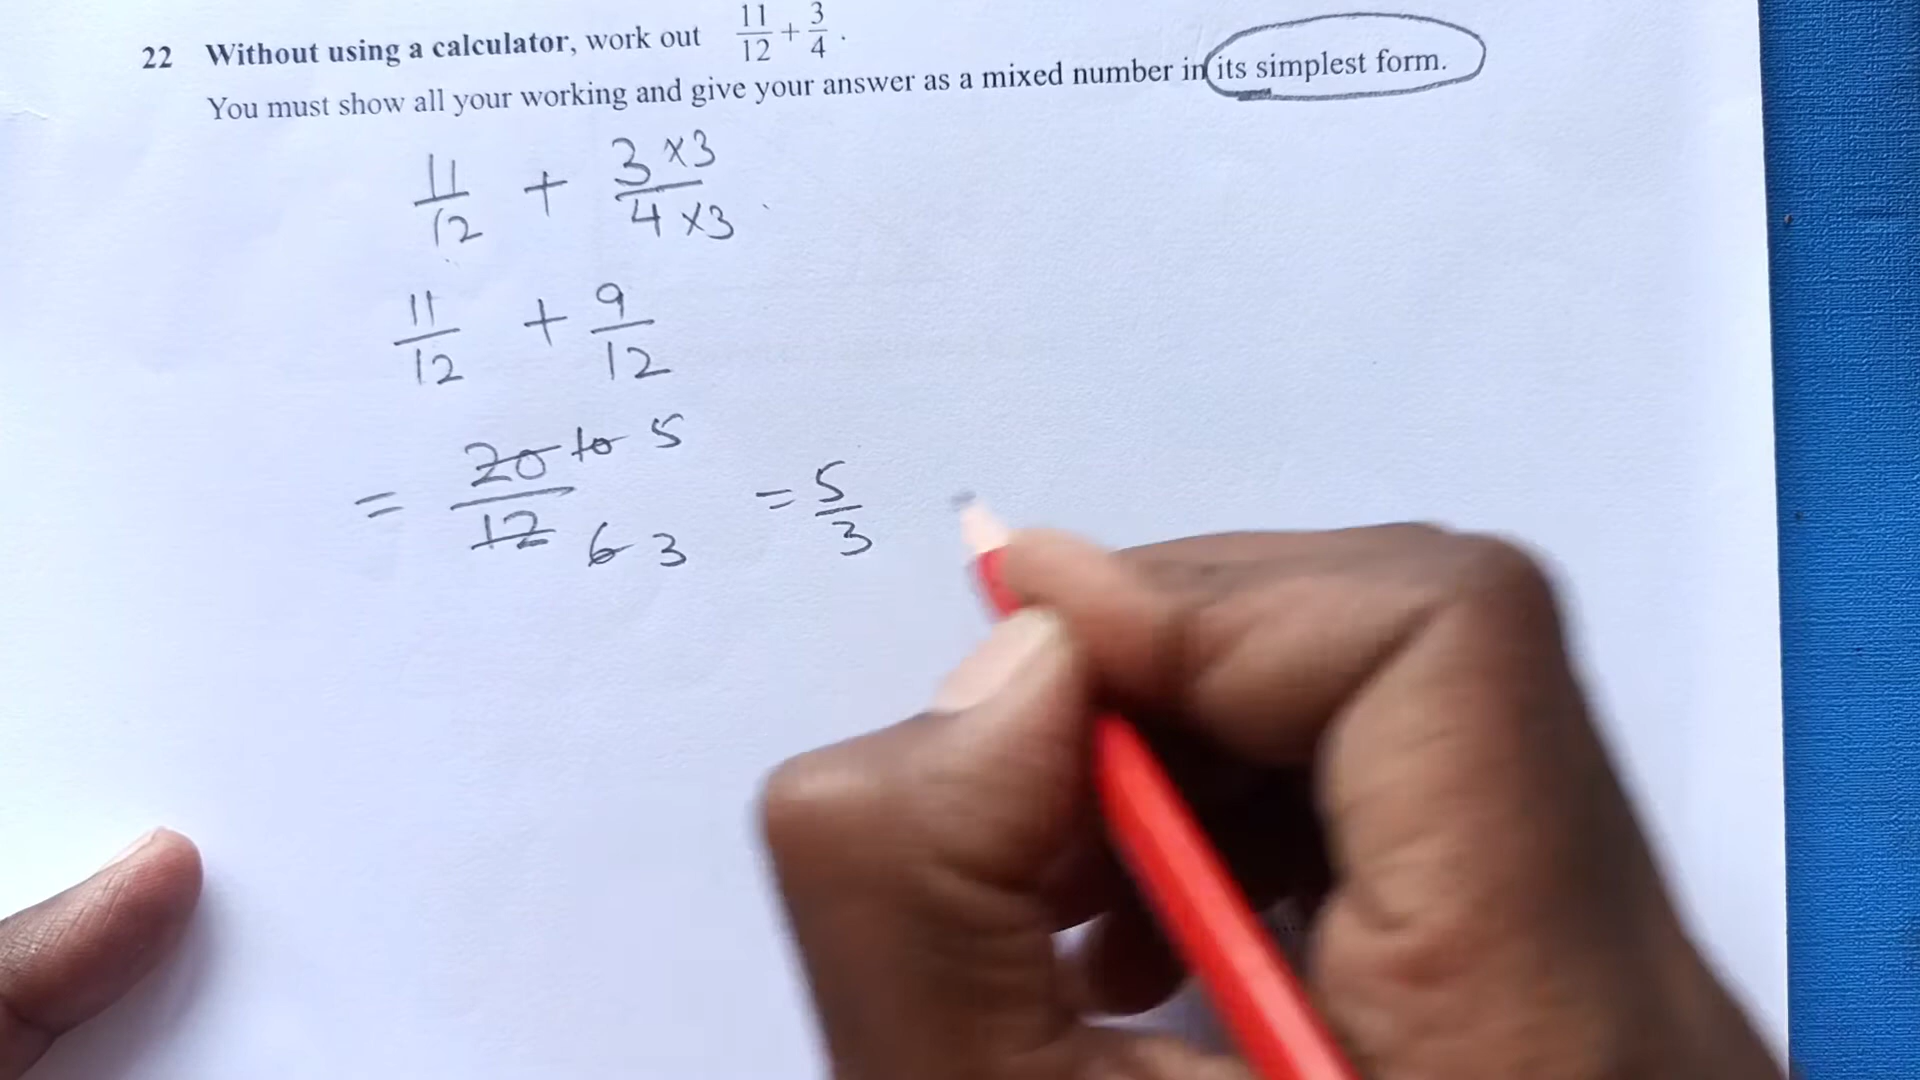 22 Without using a calculator, work out 11/12 + 3/4 .
You must show all your working and give your answer as a mixed number in its simplest form.
11/12 + 3 ×3/4 ×3
11/12 + 9/12
= 20/12 10/6 5/3 = 5/3